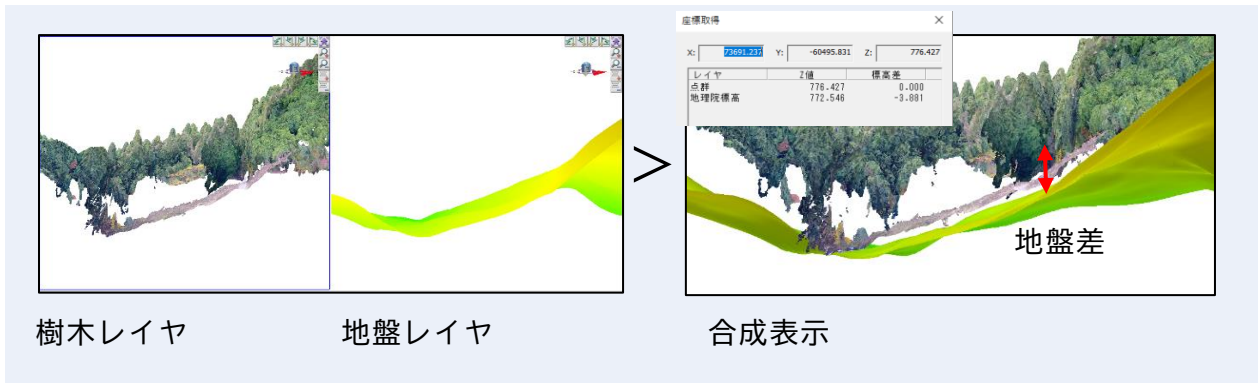 座標取得
X: 73691.237 Y: -60495.831 Z: 776.427
レイヤ Z値 標高差
点群 776.427 0.000
地理院標高 772.546 -3.881
>
地盤差
樹木レイヤ 地盤レイヤ 合成表示